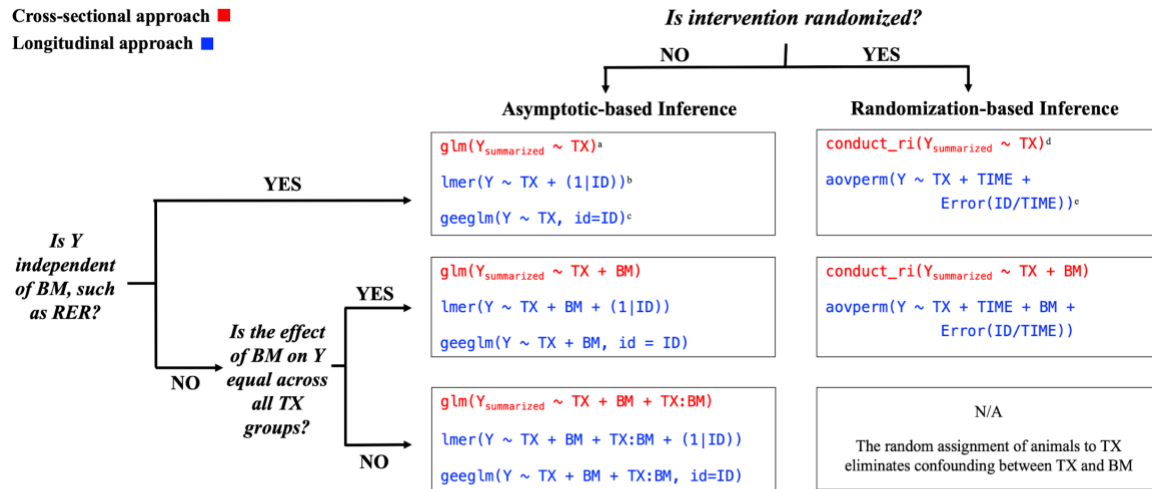 Cross-sectional approach
Longitudinal approach
Is intervention randomized?
NO
YES
Asymptotic-based Inference
Randomization-based Inference
Is Y
independent
of BM, such
as RER?
YES
glm(Ysummarized ~ TX)a
lmer(Y ~ TX + (1|ID))b
geeglm(Y ~ TX, id=ID)c
conduct_ri(Ysummarized ~ TX)d
aovperm(Y ~ TX + TIME +
Error(ID/TIME))e
NO
Is the effect
of BM on Y
equal across
all TX
groups?
YES
glm(Ysummarized ~ TX + BM)
lmer(Y ~ TX + BM + (1|ID))
geeglm(Y ~ TX + BM, id = ID)
conduct_ri(Ysummarized ~ TX + BM)
aovperm(Y ~ TX + TIME + BM +
Error(ID/TIME))
NO
glm(Ysummarized ~ TX + BM + TX:BM)
lmer(Y ~ TX + BM + TX:BM + (1|ID))
geeglm(Y ~ TX + BM + TX:BM, id=ID)
N/A
The random assignment of animals to TX
eliminates confounding between TX and BM